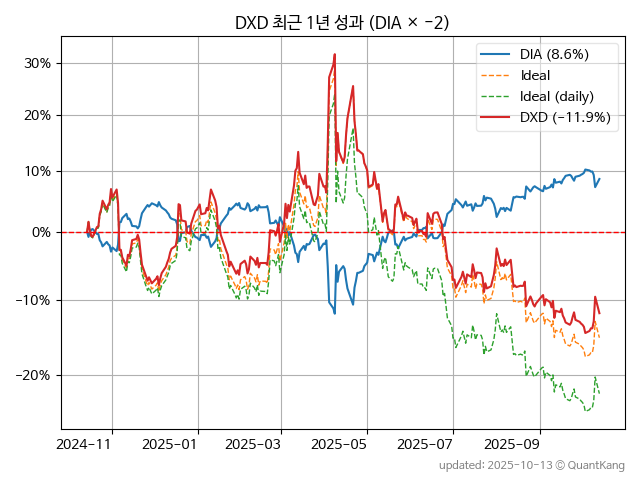 DXD 최근 1년 성과 (DIA × −2)
DIA (8.6%)
Ideal
Ideal (daily)
DXD (−11.9%)
30%
20%
10%
0%
−10%
−20%
2024−11
2025−01
2025−03
2025−05
2025−07
2025−09
updated: 2025-10-13 © QuantKang